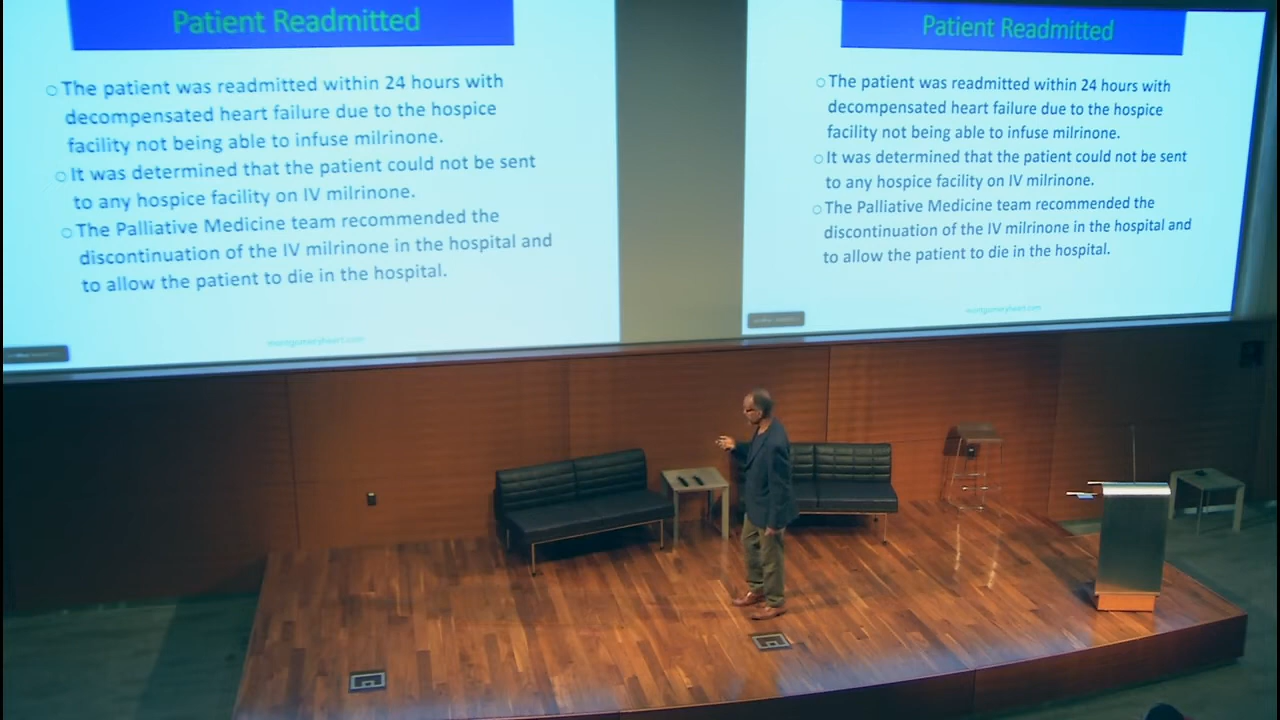 Patient Readmitted
○ The patient was readmitted within 24 hours with
decompensated heart failure due to the hospice
facility not being able to infuse milrinone.
○ It was determined that the patient could not be sent
to any hospice facility on IV milrinone.
○ The Palliative Medicine team recommended the
discontinuation of the IV milrinone in the hospital and
to allow the patient to die in the hospital.
montgomeryheart.com
Patient Readmitted
○ The patient was readmitted within 24 hours with
decompensated heart failure due to the hospice
facility not being able to infuse milrinone.
○ It was determined that the patient could not be sent
to any hospice facility on IV milrinone.
○ The Palliative Medicine team recommended the
discontinuation of the IV milrinone in the hospital and
to allow the patient to die in the hospital.
montgomeryheart.com